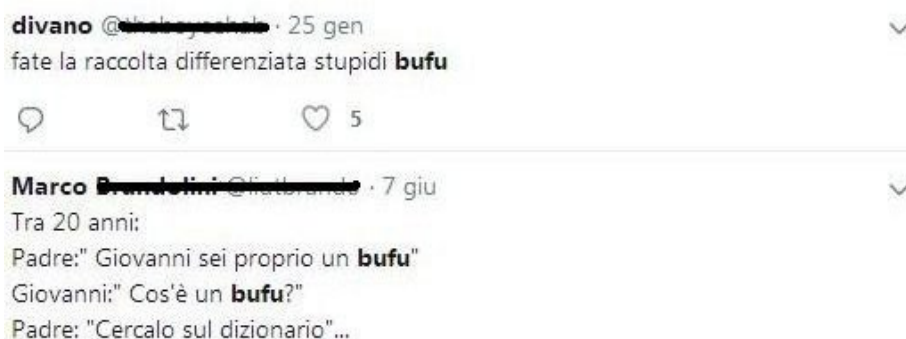 divano @ · 25 gen
fate la raccolta differenziata stupidi bufu
5
Marco · 7 giu
Tra 20 anni:
Padre:" Giovanni sei proprio un bufu"
Giovanni:" Cos'è un bufu?"
Padre: "Cercalo sul dizionario"...